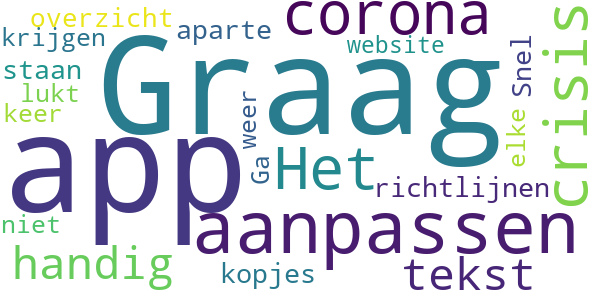 overzicht
corona
krijgen
aparte
Graag
website
crisis
staan
Snel
lukt
keer
weer
elke
app
Ga
Het
richtlijnen
niet
aanpassen
handig
kopjes
tekst